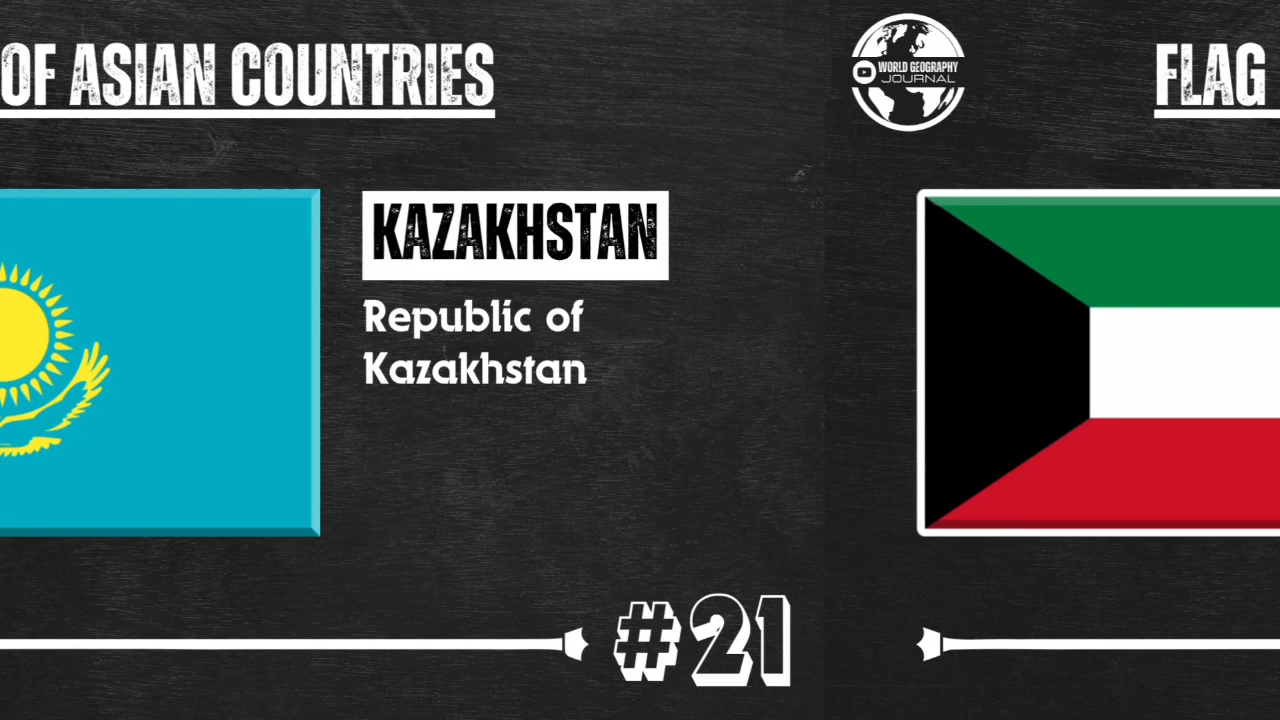 OF ASIAN COUNTRIES
WORLD GEOGRAPHY
JOURNAL
FLAG
KAZAKHSTAN
Republic of
Kazakhstan
#21